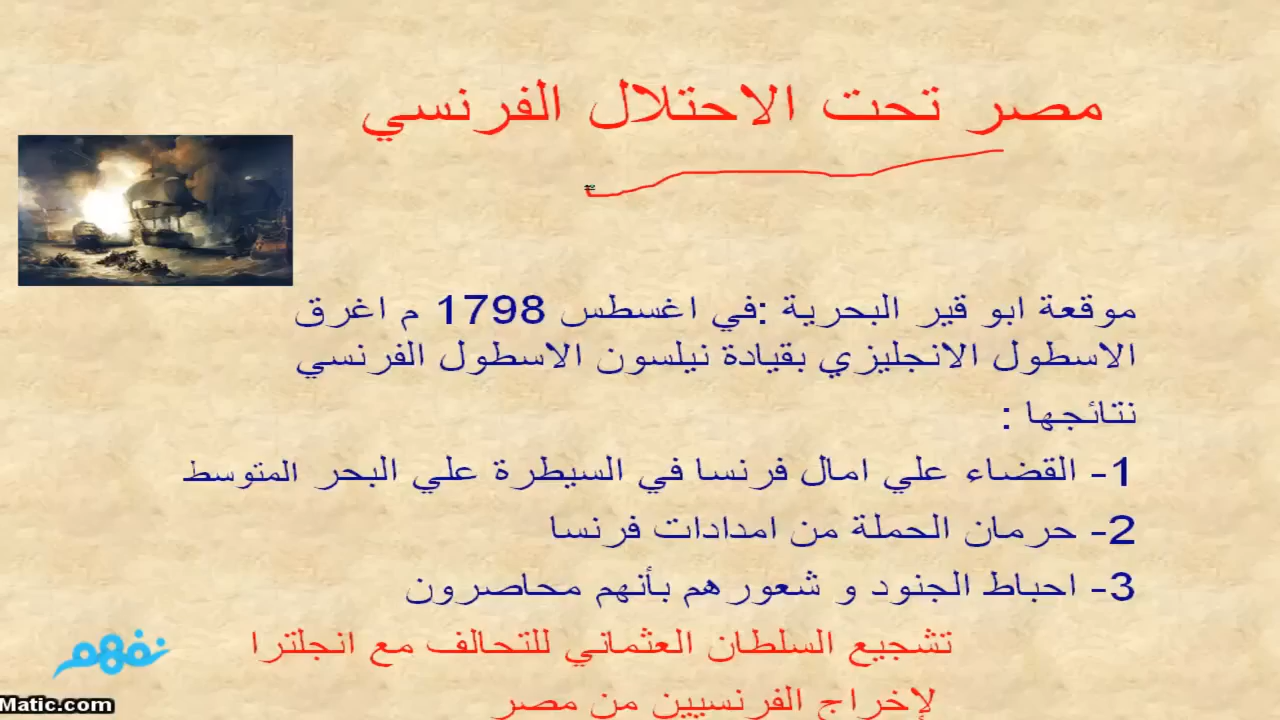 مصر تحت الاحتلال الفرنسي
موقعة ابو قير البحرية :في اغسطس 1798 م اغرق
الاسطول الانجليزي بقيادة نيلسون الاسطول الفرنسي
نتائجها :
1- القضاء علي امال فرنسا في السيطرة علي البحر المتوسط
2- حرمان الحملة من امدادات فرنسا
3- احباط الجنود و شعورهم بأنهم محاصرون
تشجيع السلطان العثماني للتحالف مع انجلترا
لإخراج الفرنسيين من مصر
نفهم
Matic.com